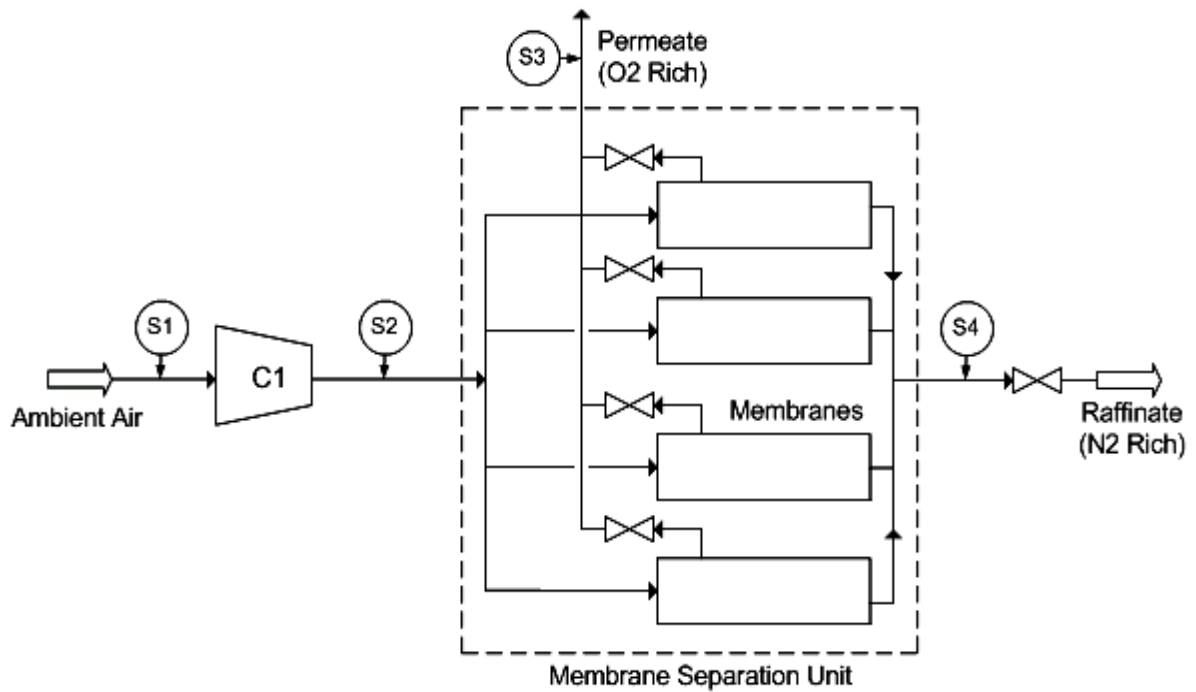 S3
Permeate
(O2 Rich)
S1
S2
C1
Ambient Air
Membranes
S4
Raffinate
(N2 Rich)
Membrane Separation Unit